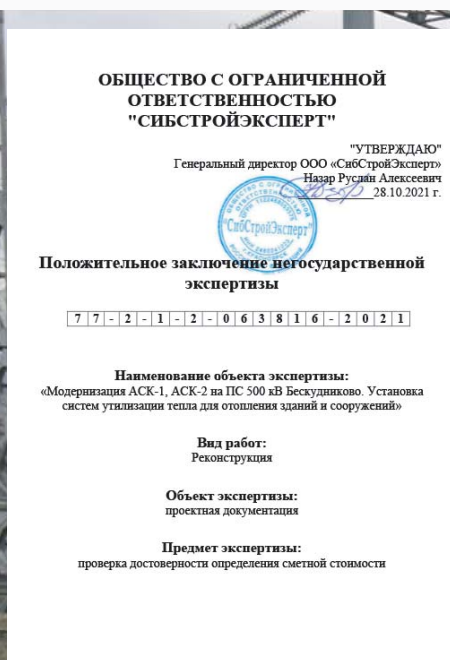 ОБЩЕСТВО С ОГРАНИЧЕННОЙ
ОТВЕТСТВЕННОСТЬЮ
"СИБСТРОЙЭКСПЕРТ"
"УТВЕРЖДАЮ"
Генеральный директор ООО «СибСтройЭксперт»
Назар Руслан Алексеевич
28.10.2021 г.
"СибСтройЭксперт"
Положительное заключение негосударственной
экспертизы
77-2-1-2-063816-2021
Наименование объекта экспертизы:
«Модернизация АСК-1, АСК-2 на ПС 500 кВ Бескудниково. Установка
систем утилизации тепла для отопления зданий и сооружений»
Вид работ:
Реконструкция
Объект экспертизы:
проектная документация
Предмет экспертизы:
проверка достоверности определения сметной стоимости